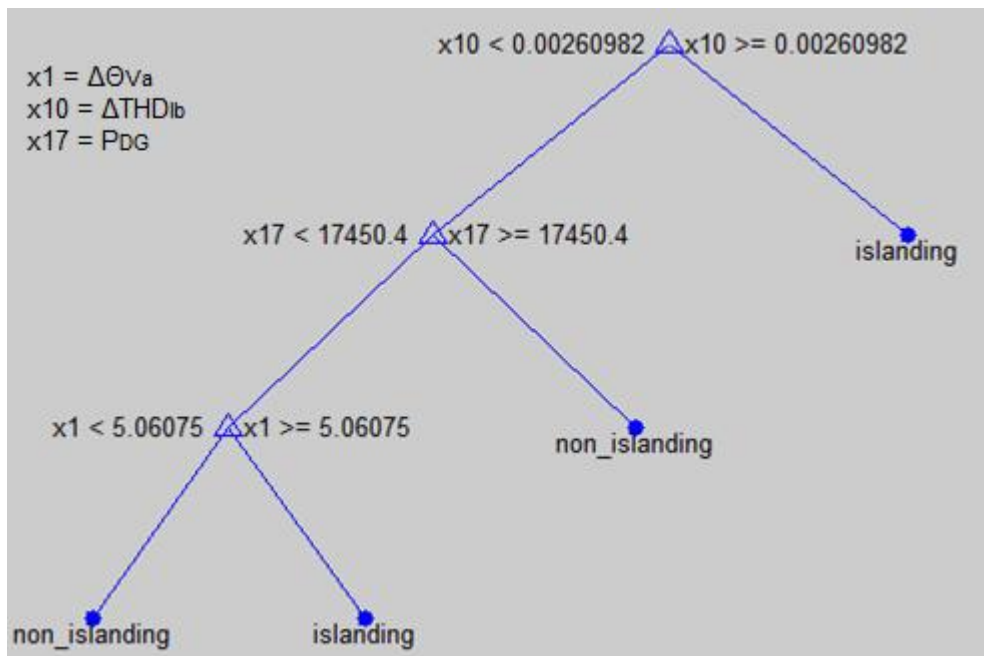 x10 < 0.00260982 x10 >= 0.00260982
x1 = ΔΘVa
x10 = ΔTHDIb
x17 = PDG
x17 < 17450.4 x17 >= 17450.4
islanding
x1 < 5.06075 x1 >= 5.06075
non_islanding
non_islanding islanding